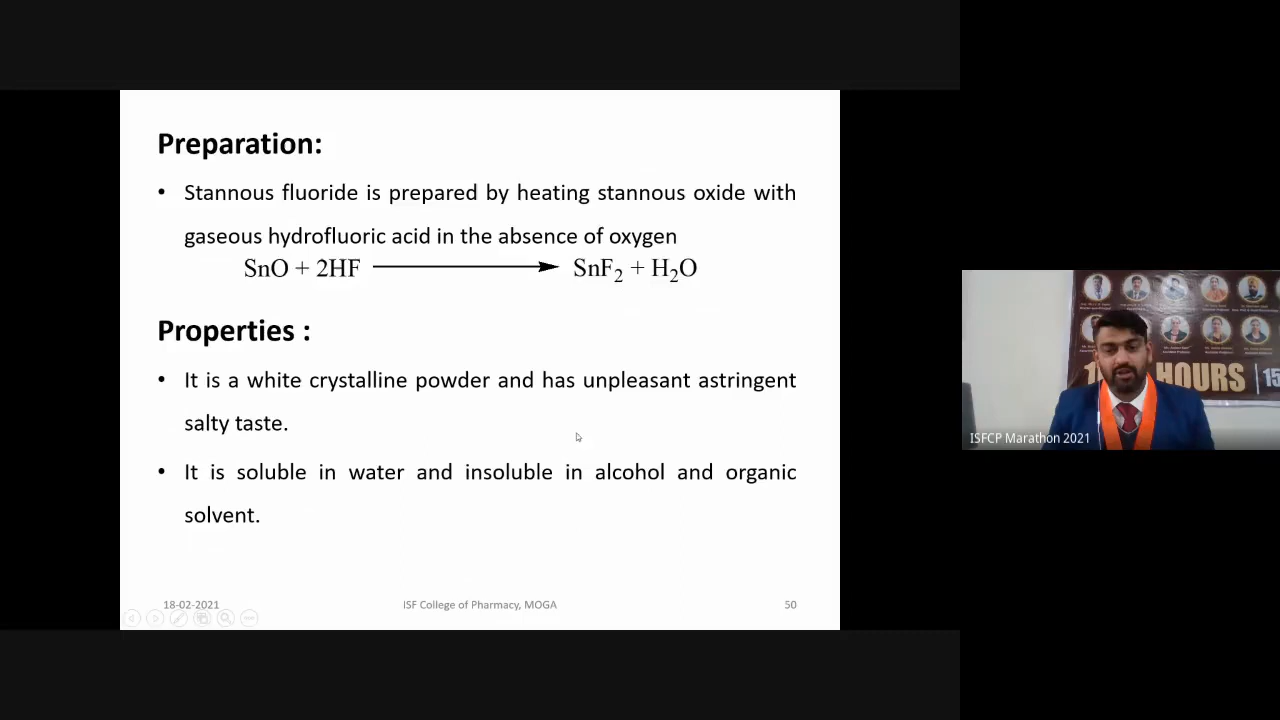 Preparation:
• Stannous fluoride is prepared by heating stannous oxide with
gaseous hydrofluoric acid in the absence of oxygen
SnO + 2HF SnF2 + H2O
Properties :
• It is a white crystalline powder and has unpleasant astringent
salty taste.
• It is soluble in water and insoluble in alcohol and organic
solvent.
18-02-2021 ISF College of Pharmacy, MOGA 50
HOURS 15
ISFCP Marathon 2021